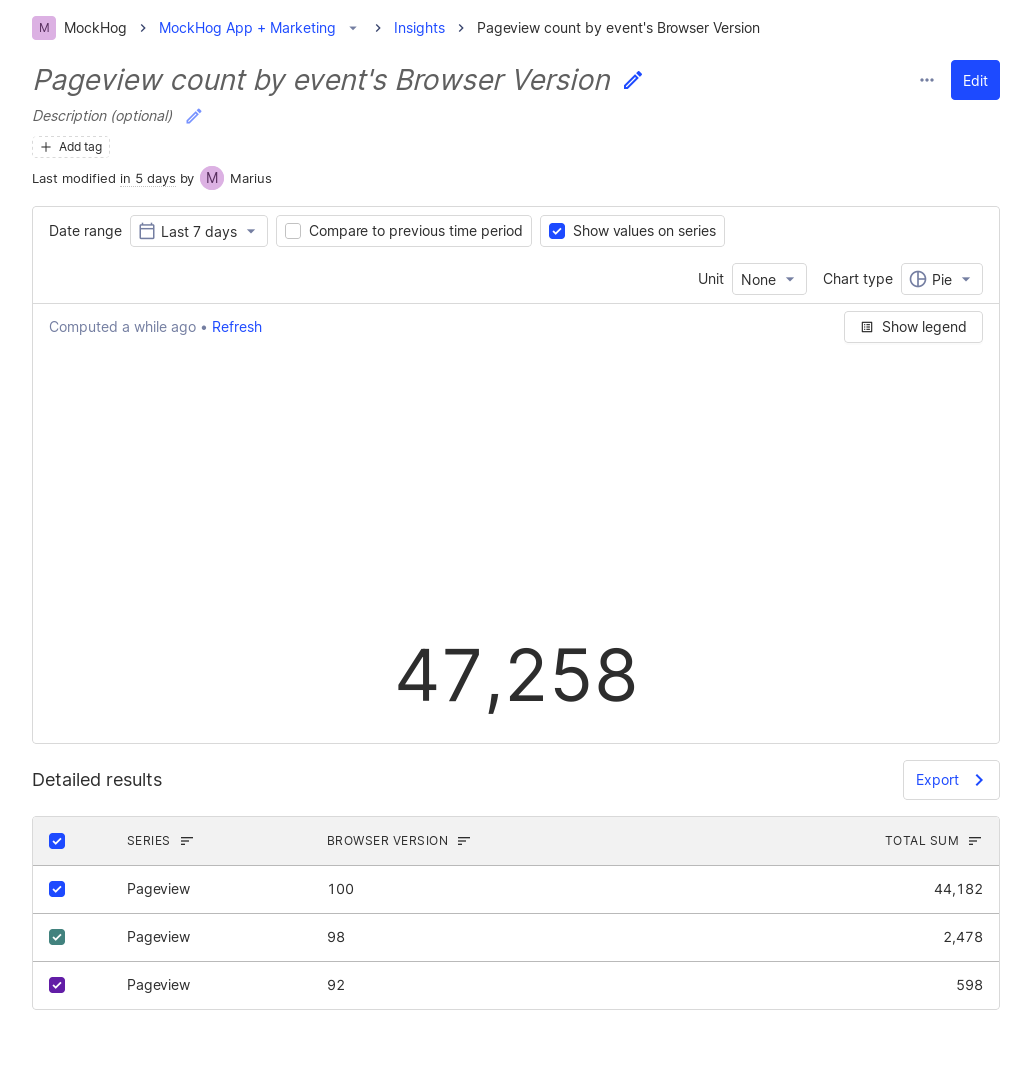 M MockHog MockHog App + Marketing Insights Pageview count by event's Browser Version
Pageview count by event's Browser Version
Edit
Description (optional)
Add tag
Last modified in 5 days by M Marius
Date range Last 7 days Compare to previous time period Show values on series
Unit None Chart type Pie
Computed a while ago • Refresh Show legend
47,258
Detailed results Export
SERIES BROWSER VERSION TOTAL SUM
Pageview 100 44,182
Pageview 98 2,478
Pageview 92 598